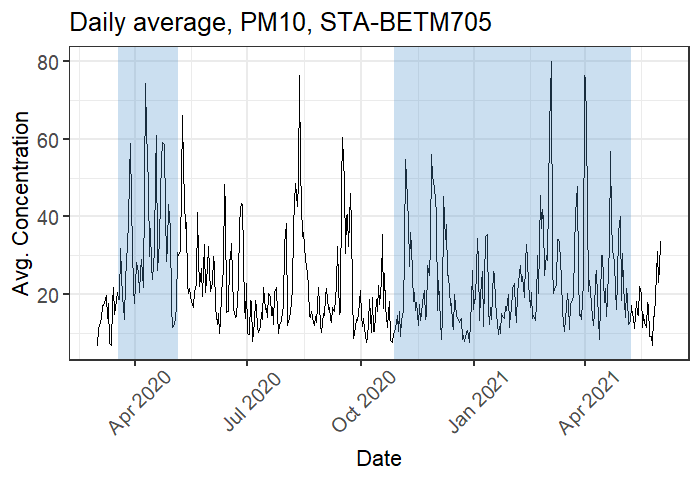 Daily average, PM10, STA-BETM705
Avg. Concentration
80
60
40
20
Apr 2020
Jul 2020
Oct 2020
Jan 2021
Apr 2021
Date